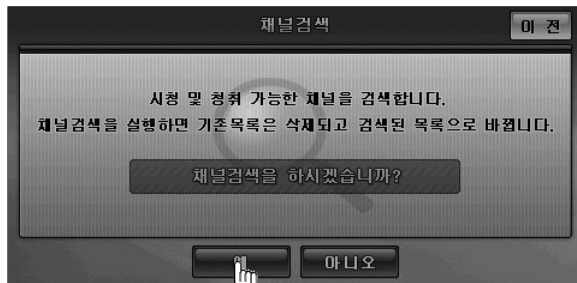 채널검색
이 전
시청 및 청취 가능한 채널을 검색합니다.
채널검색을 실행하면 기존목록은 삭제되고 검색된 목록으로 바뀝니다.
채널검색을 하시겠습니까?
예
아니오